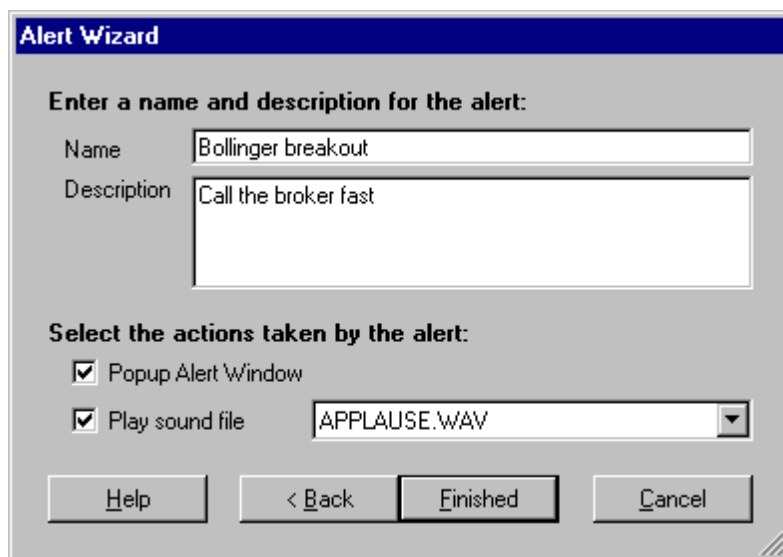 Alert Wizard
Enter a name and description for the alert:
Name Bollinger breakout
Description Call the broker fast
Select the actions taken by the alert:
Popup Alert Window
Play sound file APPLAUSE.WAV
Help < Back Finished Cancel